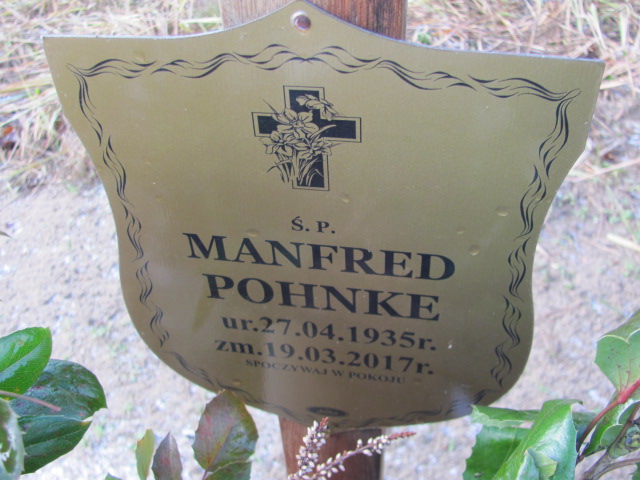 Ś. P.
MANFRED
POHNKE
ur.27.04.1935r.
zm.19.03.2017r.
SPOCZYWAJ W POKOJU